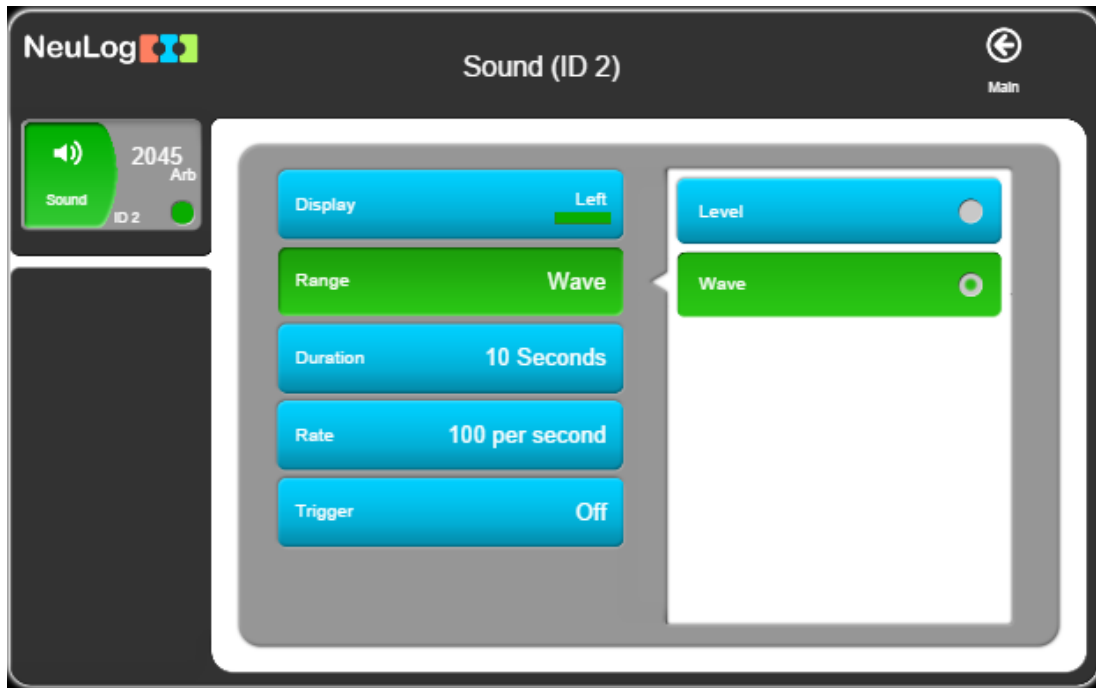 NeuLog
Sound (ID 2)
Main
2045
Arb
Sound
ID 2
Display Left
Range Wave
Duration 10 Seconds
Rate 100 per second
Trigger Off
Level
Wave